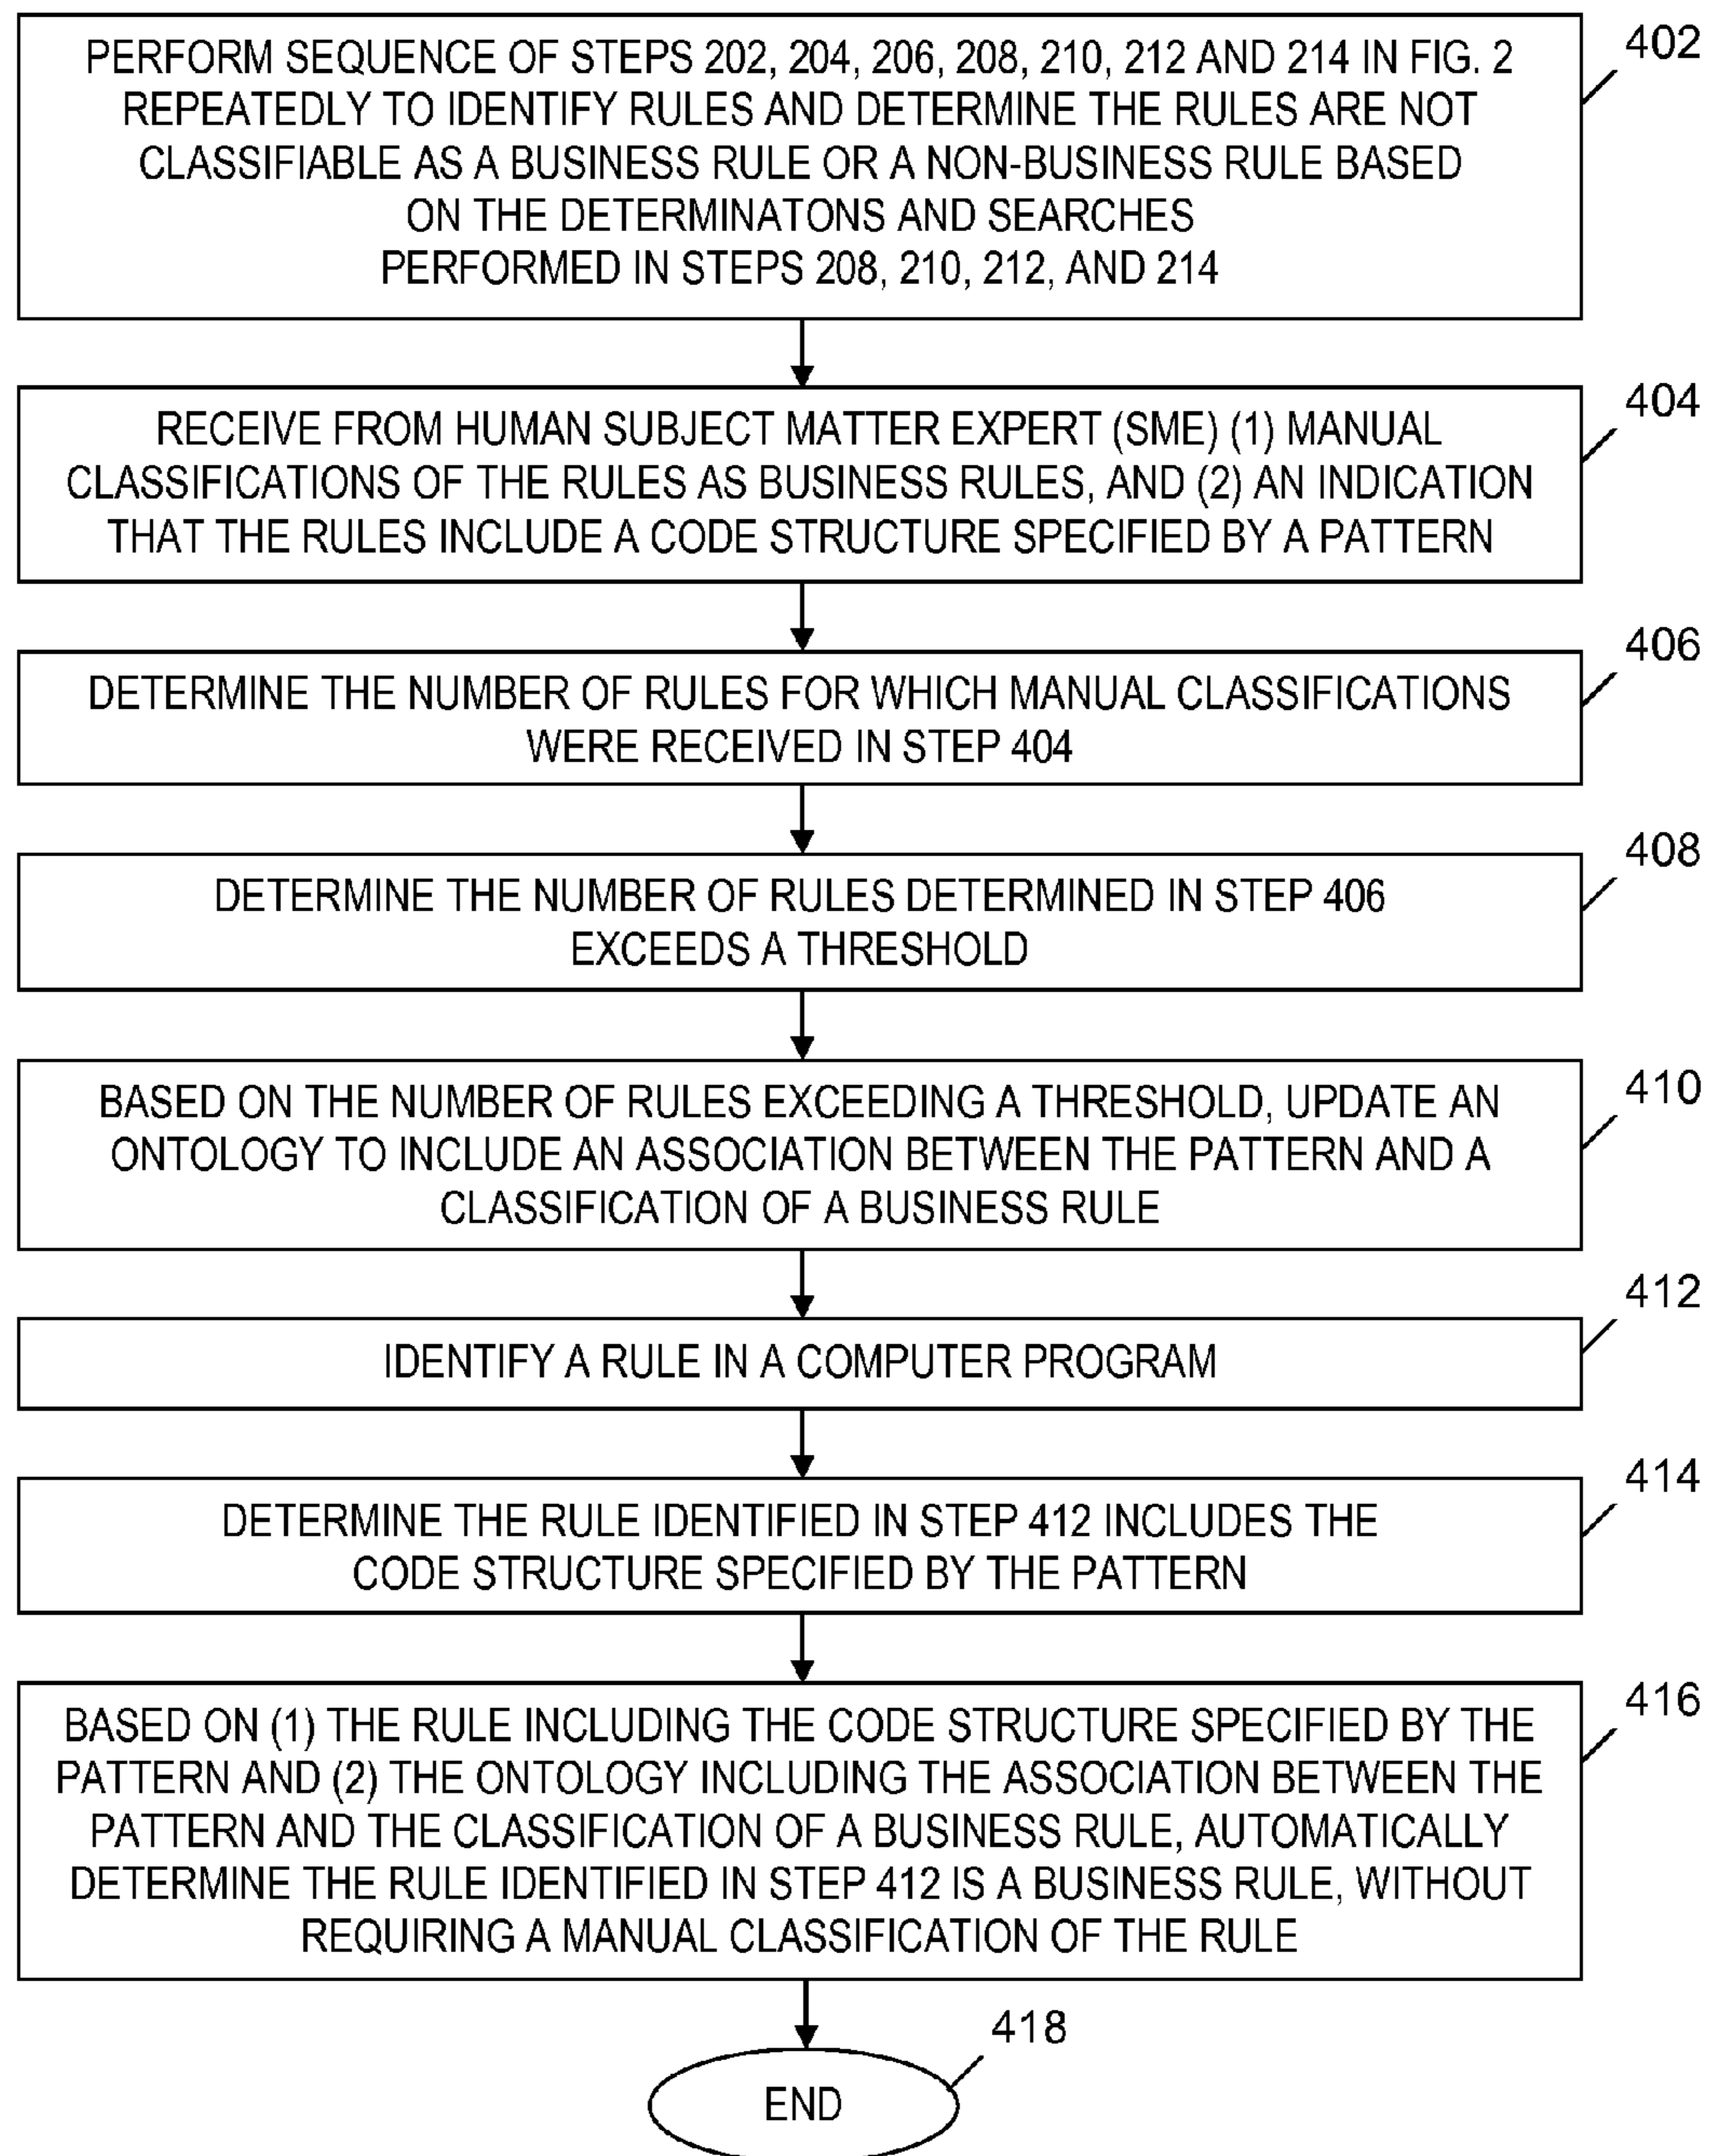 PERFORM SEQUENCE OF STEPS 202, 204, 206, 208, 210, 212 AND 214 IN FIG. 2
REPEATEDLY TO IDENTIFY RULES AND DETERMINE THE RULES ARE NOT
CLASSIFIABLE AS A BUSINESS RULE OR A NON-BUSINESS RULE BASED
ON THE DETERMINATONS AND SEARCHES
PERFORMED IN STEPS 208, 210, 212, AND 214
402
RECEIVE FROM HUMAN SUBJECT MATTER EXPERT (SME) (1) MANUAL
CLASSIFICATIONS OF THE RULES AS BUSINESS RULES, AND (2) AN INDICATION
THAT THE RULES INCLUDE A CODE STRUCTURE SPECIFIED BY A PATTERN
404
DETERMINE THE NUMBER OF RULES FOR WHICH MANUAL CLASSIFICATIONS
WERE RECEIVED IN STEP 404
406
DETERMINE THE NUMBER OF RULES DETERMINED IN STEP 406
EXCEEDS A THRESHOLD
408
BASED ON THE NUMBER OF RULES EXCEEDING A THRESHOLD, UPDATE AN
ONTOLOGY TO INCLUDE AN ASSOCIATION BETWEEN THE PATTERN AND A
CLASSIFICATION OF A BUSINESS RULE
410
IDENTIFY A RULE IN A COMPUTER PROGRAM
412
DETERMINE THE RULE IDENTIFIED IN STEP 412 INCLUDES THE
CODE STRUCTURE SPECIFIED BY THE PATTERN
414
BASED ON (1) THE RULE INCLUDING THE CODE STRUCTURE SPECIFIED BY THE
PATTERN AND (2) THE ONTOLOGY INCLUDING THE ASSOCIATION BETWEEN THE
PATTERN AND THE CLASSIFICATION OF A BUSINESS RULE, AUTOMATICALLY
DETERMINE THE RULE IDENTIFIED IN STEP 412 IS A BUSINESS RULE, WITHOUT
REQUIRING A MANUAL CLASSIFICATION OF THE RULE
416
END
418